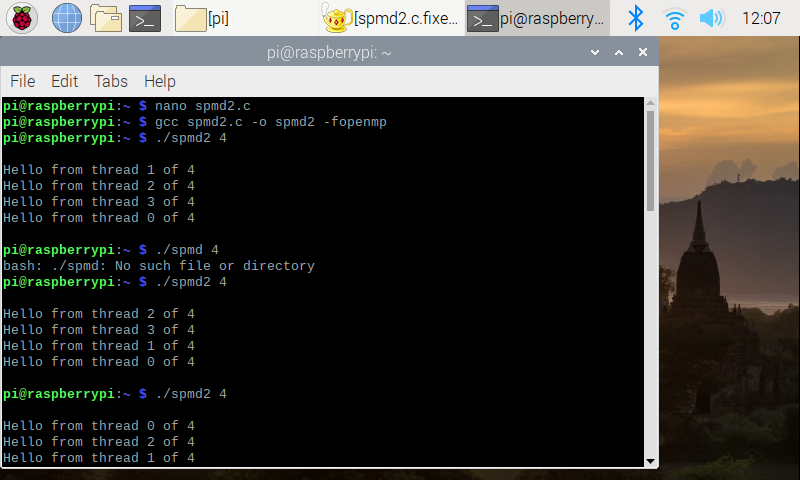 [pi]
[spmd2.c.fixe...
pi@raspberry...
12:07
pi@raspberrypi: ~
File Edit Tabs Help
pi@raspberrypi:~ $ nano spmd2.c
pi@raspberrypi:~ $ gcc spmd2.c -o spmd2 -fopenmp
pi@raspberrypi:~ $ ./spmd2 4
Hello from thread 1 of 4
Hello from thread 2 of 4
Hello from thread 3 of 4
Hello from thread 0 of 4
pi@raspberrypi:~ $ ./spmd 4
bash: ./spmd: No such file or directory
pi@raspberrypi:~ $ ./spmd2 4
Hello from thread 2 of 4
Hello from thread 3 of 4
Hello from thread 1 of 4
Hello from thread 0 of 4
pi@raspberrypi:~ $ ./spmd2 4
Hello from thread 0 of 4
Hello from thread 2 of 4
Hello from thread 1 of 4